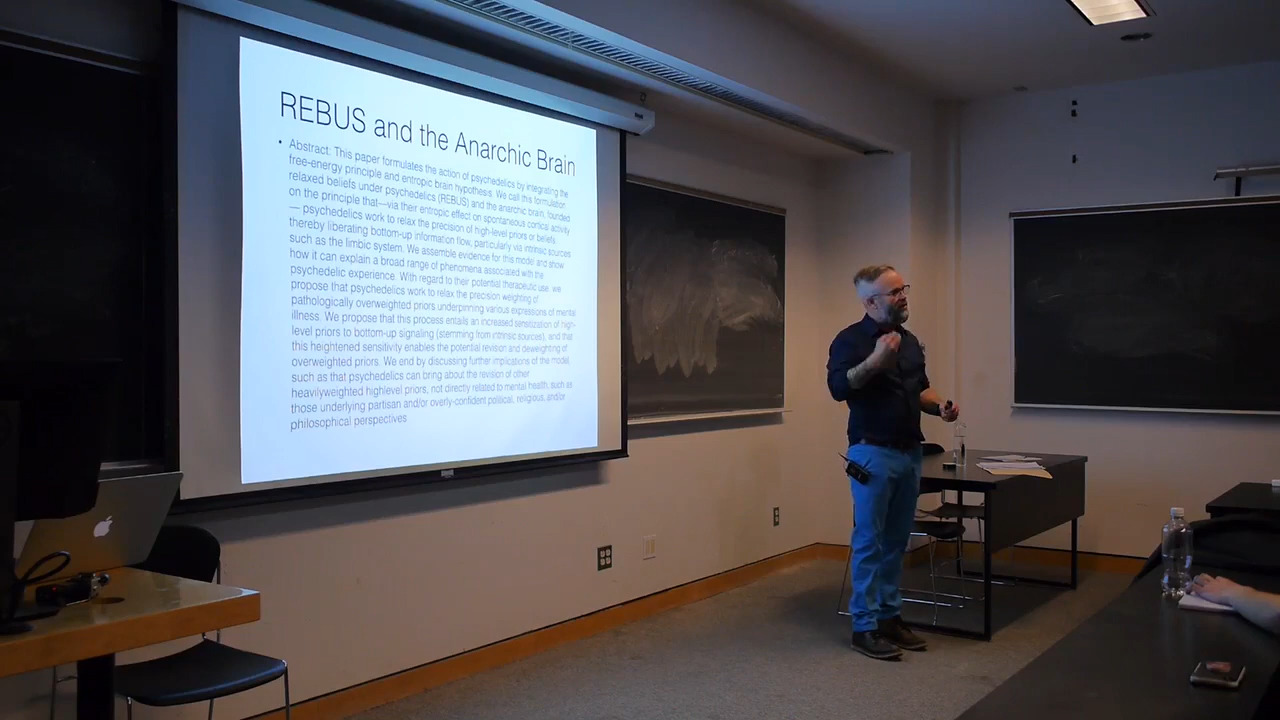 REBUS and the Anarchic Brain
• Abstract: This paper formulates the action of psychedelics by integrating the
free-energy principle and entropic brain hypothesis. We call this formulation
relaxed beliefs under psychedelics (REBUS) and the anarchic brain, founded
on the principle that—via their entropic effect on spontaneous cortical activity
— psychedelics work to relax the precision of high-level priors or beliefs,
thereby liberating bottom-up information flow, particularly via intrinsic sources
such as the limbic system. We assemble evidence for this model and show
how it can explain a broad range of phenomena associated with the
psychedelic experience. With regard to their potential therapeutic use, we
propose that psychedelics work to relax the precision weighting of
pathologically overweighted priors underpinning various expressions of mental
illness. We propose that this process entails an increased sensitization of high-
level priors to bottom-up signaling (stemming from intrinsic sources), and that
this heightened sensitivity enables the potential revision and deweighting of
overweighted priors. We end by discussing further implications of the model,
such as that psychedelics can bring about the revision of other
heavilyweighted highlevel priors, not directly related to mental health, such as
those underlying partisan and/or overly-confident political, religious, and/or
philosophical perspectives